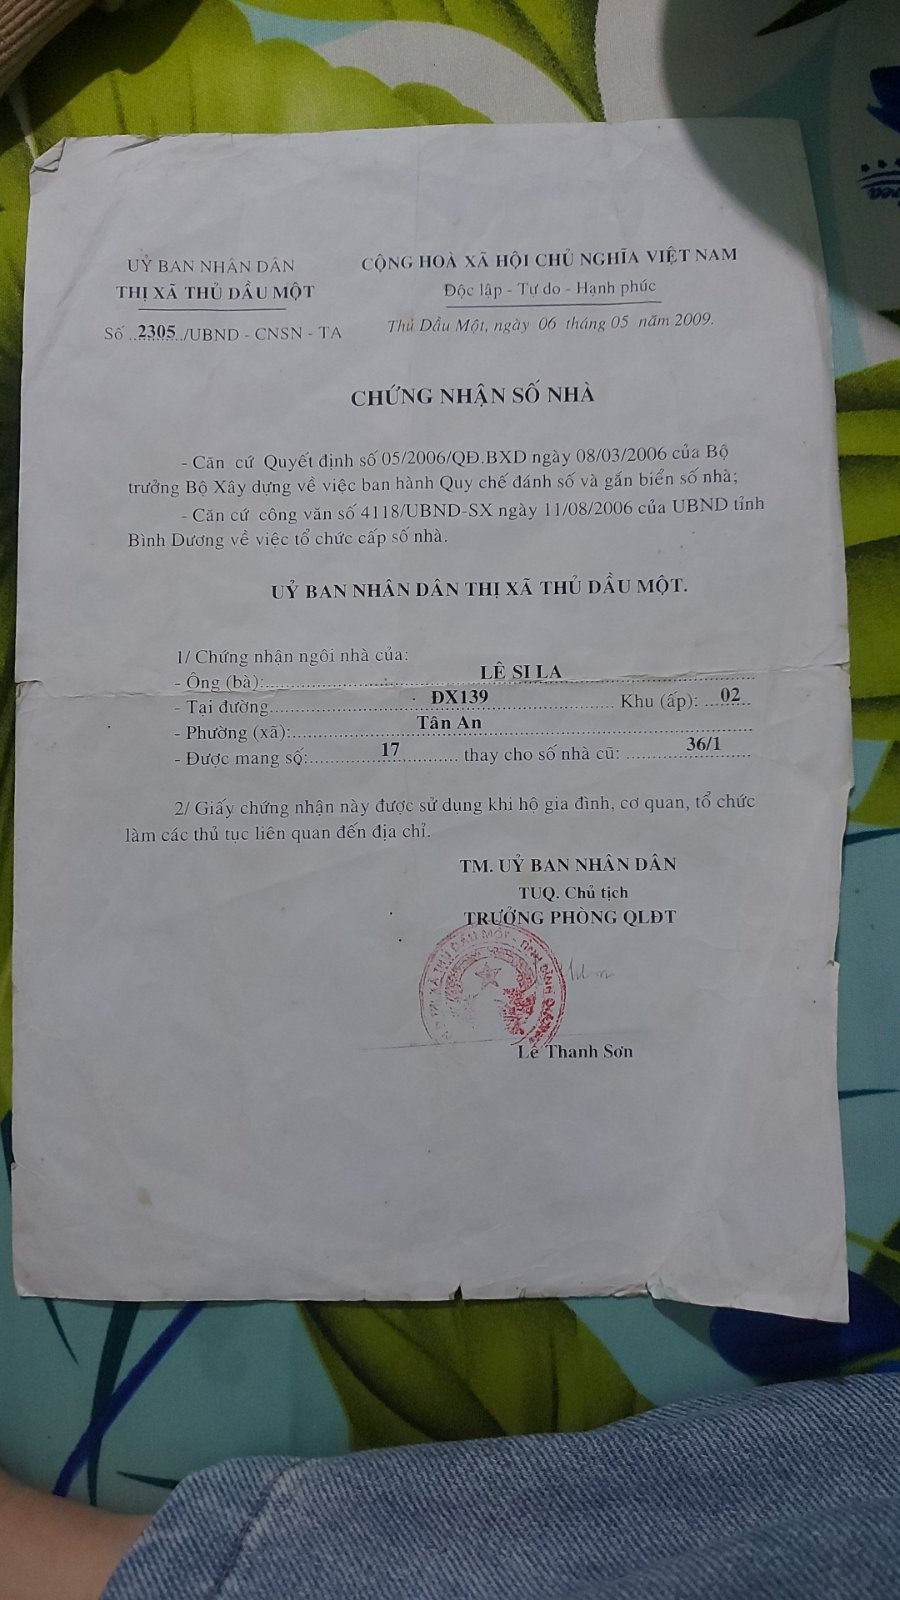 UỶ BAN NHÂN DÂN
THỊ XÃ THỦ DẦU MỘT
Số ..2305../UBND - CNSN - TA
CỘNG HOÀ XÃ HỘI CHỦ NGHĨA VIỆT NAM
Độc lập - Tự do - Hạnh phúc
Thủ Dầu Một, ngày 06 tháng 05 năm 2009.
CHỨNG NHẬN SỐ NHÀ
- Căn cứ Quyết định số 05/2006/QĐ.BXD ngày 08/03/2006 của Bộ
trưởng Bộ Xây dựng về việc ban hành Quy chế đánh số và gắn biển số nhà;
- Căn cứ công văn số 4118/UBND-SX ngày 11/08/2006 của UBND tỉnh
Bình Dương về việc tổ chức cấp số nhà.
UỶ BAN NHÂN DÂN THỊ XÃ THỦ DẦU MỘT.
1/ Chứng nhận ngôi nhà của:
- Ông (bà):....LÊ SI LA....
- Tại đường....ĐX139.... Khu (ấp): ..02..
- Phường (xã):....Tân An....
- Được mang số:....17.... thay cho số nhà cũ: ....36/1....
2/ Giấy chứng nhận này được sử dụng khi hộ gia đình, cơ quan, tổ chức
làm các thủ tục liên quan đến địa chỉ.
TM. UỶ BAN NHÂN DÂN
TUQ. Chủ tịch
TRƯỞNG PHÒNG QLĐT
XÃ THỦ DẦU MỘT - TỈNH BÌNH DƯƠNG
Lê Thanh Sơn